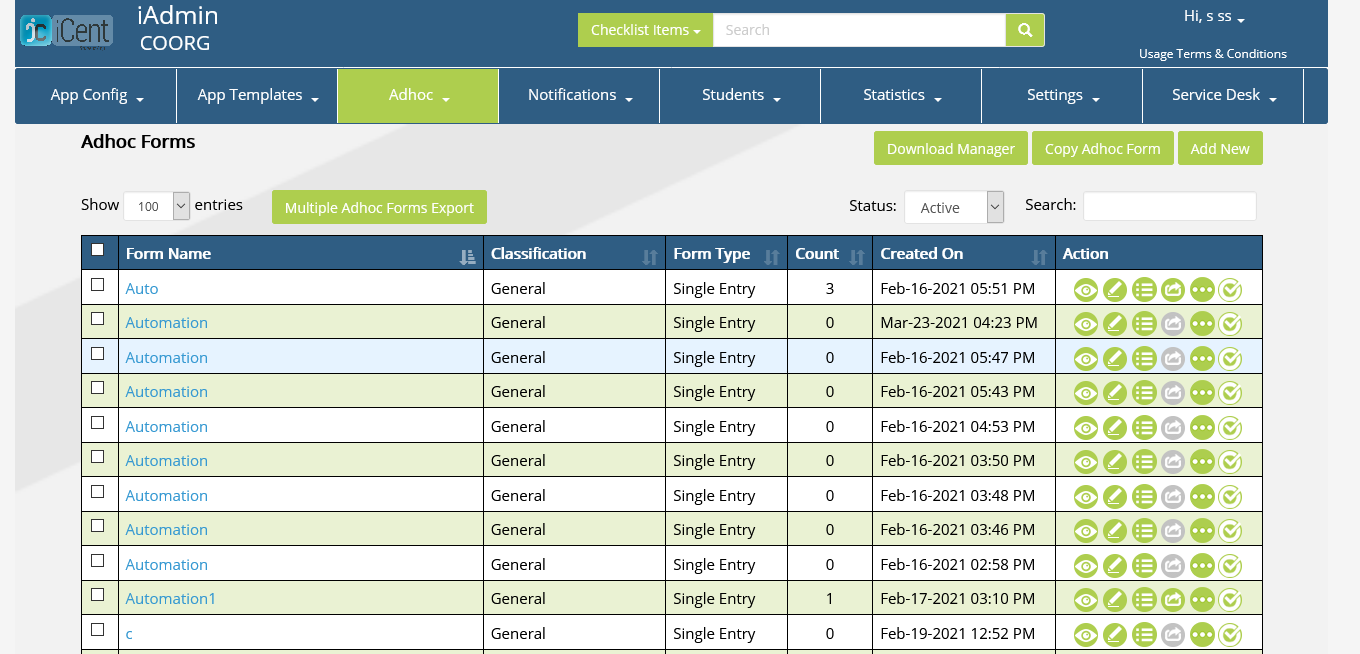 iAdmin
COORG
jc iCent
Checklist Items
Search
Hi, s ss
Usage Terms & Conditions
App Config App Templates Adhoc Notifications Students Statistics Settings Service Desk
Adhoc Forms
Download Manager Copy Adhoc Form Add New
Show 100 entries Multiple Adhoc Forms Export Status: Active Search:
Form Name Classification Form Type Count Created On Action
Auto General Single Entry 3 Feb-16-2021 05:51 PM
Automation General Single Entry 0 Mar-23-2021 04:23 PM
Automation General Single Entry 0 Feb-16-2021 05:47 PM
Automation General Single Entry 0 Feb-16-2021 05:43 PM
Automation General Single Entry 0 Feb-16-2021 04:53 PM
Automation General Single Entry 0 Feb-16-2021 03:50 PM
Automation General Single Entry 0 Feb-16-2021 03:48 PM
Automation General Single Entry 0 Feb-16-2021 03:46 PM
Automation General Single Entry 0 Feb-16-2021 02:58 PM
Automation1 General Single Entry 1 Feb-17-2021 03:10 PM
c General Single Entry 0 Feb-19-2021 12:52 PM